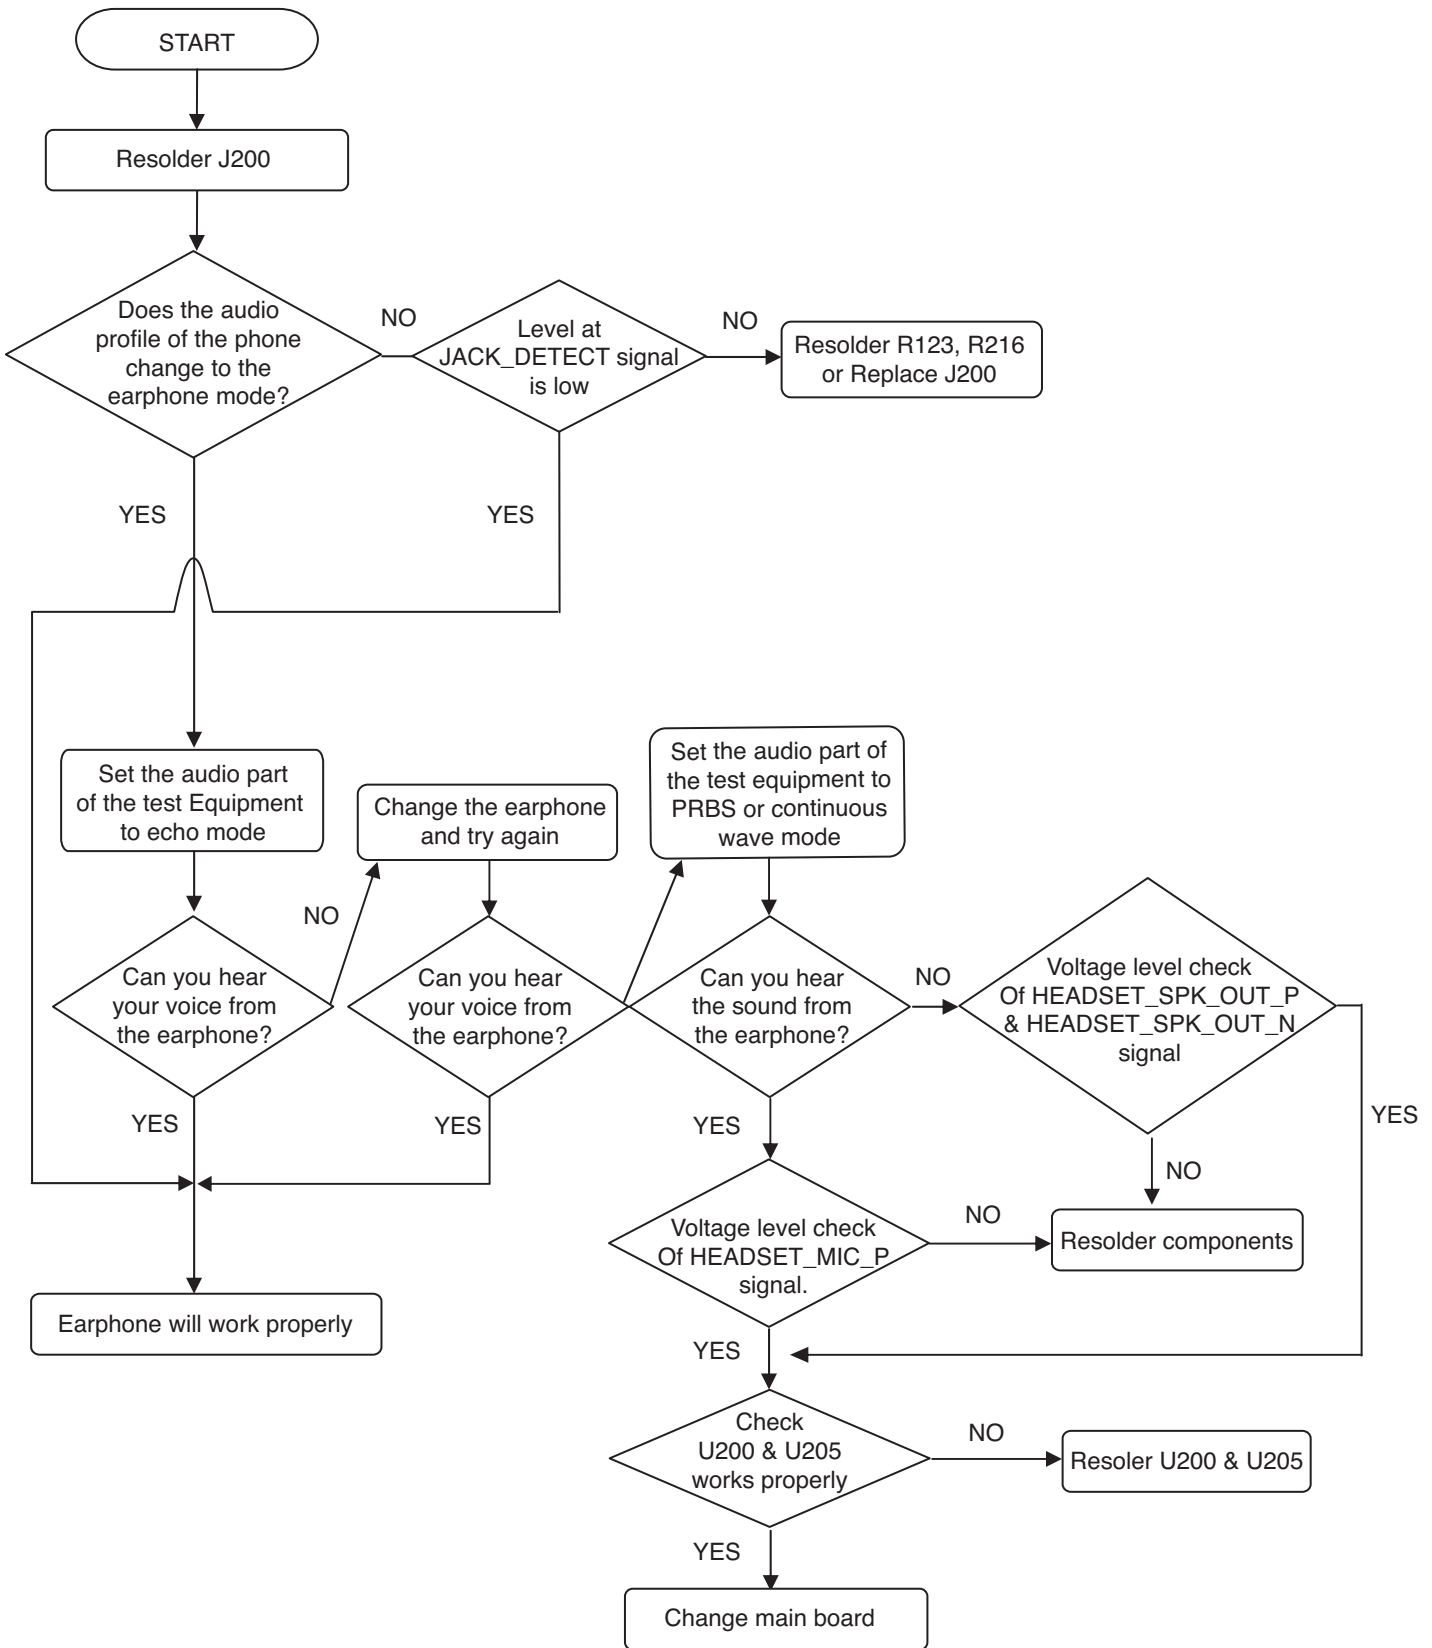 START
Resolder J200
Does the audio
profile of the phone
change to the
earphone mode?
NO
Level at
JACK_DETECT signal
is low
NO
Resolder R123, R216
or Replace J200
YES
YES
Set the audio part
of the test Equipment
to echo mode
Change the earphone
and try again
Set the audio part of
the test equipment to
PRBS or continuous
wave mode
NO
Can you hear
your voice from
the earphone?
Can you hear
your voice from
the earphone?
Can you hear
the sound from
the earphone?
NO
Voltage level check
Of HEADSET_SPK_OUT_P
& HEADSET_SPK_OUT_N
signal
YES
YES
YES
YES
NO
Voltage level check
Of HEADSET_MIC_P
signal.
NO
Resolder components
Earphone will work properly
YES
Check
U200 & U205
works properly
NO
Resoler U200 & U205
YES
Change main board